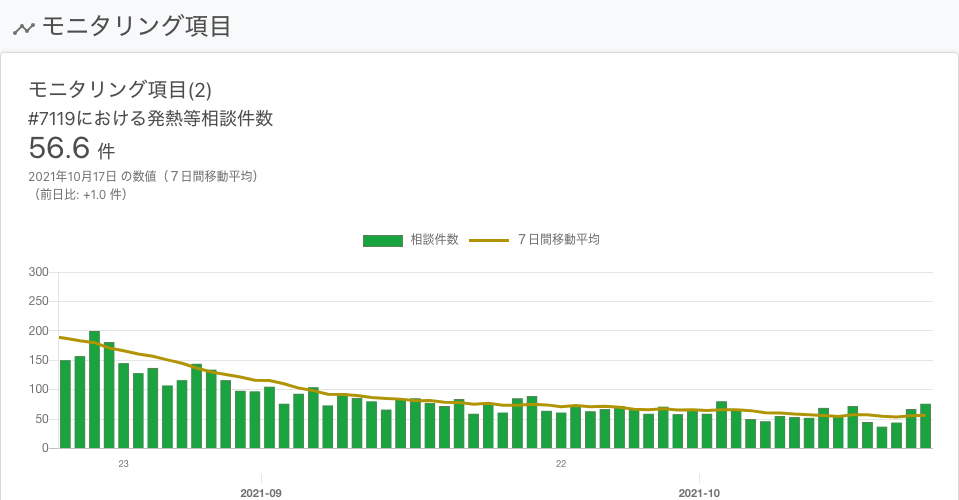 モニタリング項目
モニタリング項目(2)
#7119における発熱等相談件数
56.6 件
2021年10月17日 の数値（７日間移動平均）
（前日比: +1.0 件）
相談件数 ７日間移動平均
300
250
200
150
100
50
0
23 22
2021-09 2021-10